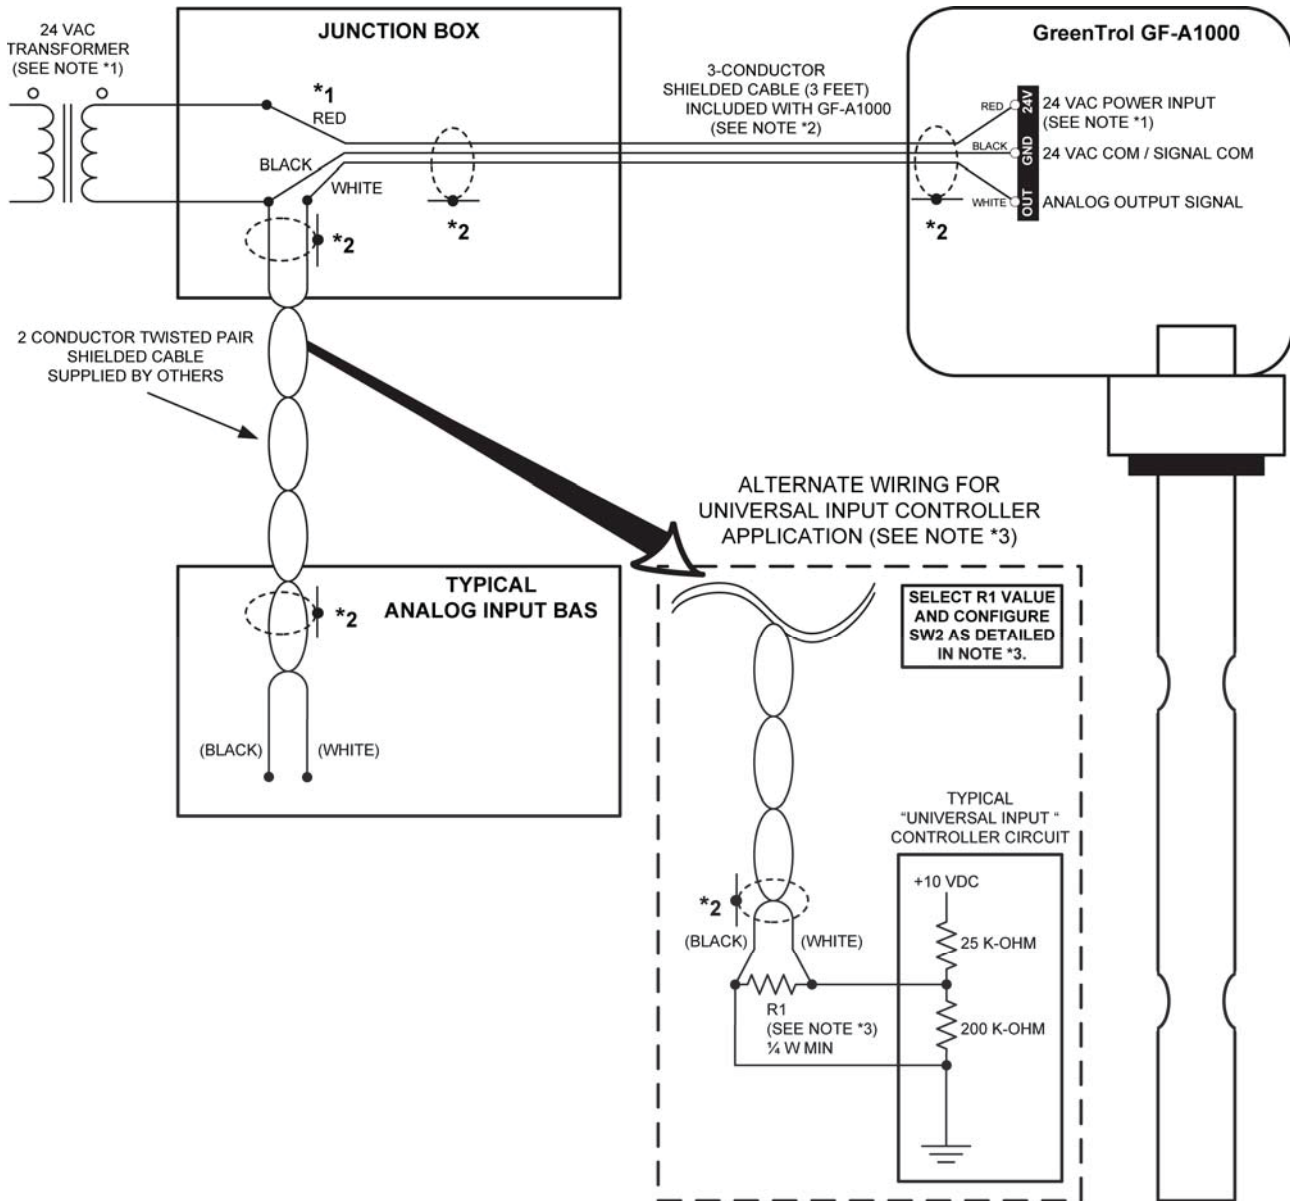 24 VAC
TRANSFORMER
(SEE NOTE *1)
JUNCTION BOX
*1
RED
BLACK
WHITE
*2
*2
3-CONDUCTOR
SHIELDED CABLE (3 FEET)
INCLUDED WITH GF-A1000
(SEE NOTE *2)
GreenTrol GF-A1000
RED
24V
24 VAC POWER INPUT
(SEE NOTE *1)
BLACK
GND
24 VAC COM / SIGNAL COM
WHITE
OUT
ANALOG OUTPUT SIGNAL
*2
2 CONDUCTOR TWISTED PAIR
SHIELDED CABLE
SUPPLIED BY OTHERS
TYPICAL
ANALOG INPUT BAS
*2
(BLACK)
(WHITE)
ALTERNATE WIRING FOR
UNIVERSAL INPUT CONTROLLER
APPLICATION (SEE NOTE *3)
SELECT R1 VALUE
AND CONFIGURE
SW2 AS DETAILED
IN NOTE *3.
TYPICAL
"UNIVERSAL INPUT "
CONTROLLER CIRCUIT
+10 VDC
*2
(BLACK)
(WHITE)
25 K-OHM
R1
(SEE NOTE *3)
¼ W MIN
200 K-OHM